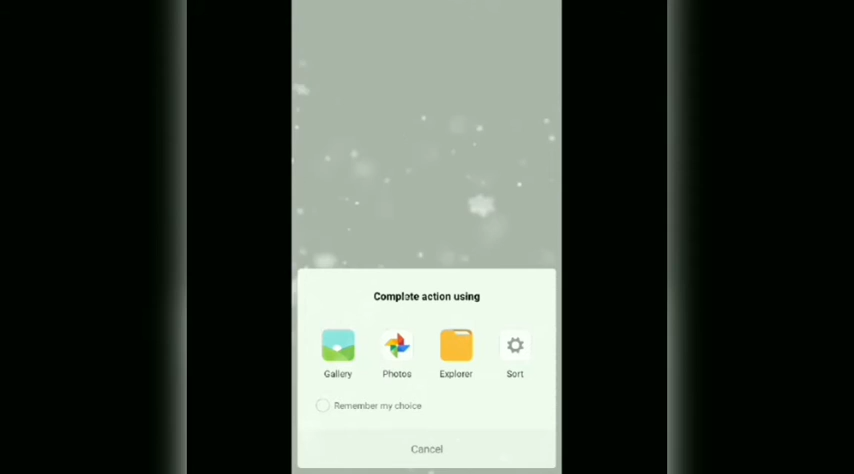 Complete action using
Gallery Photos Explorer Sort
Remember my choice
Cancel